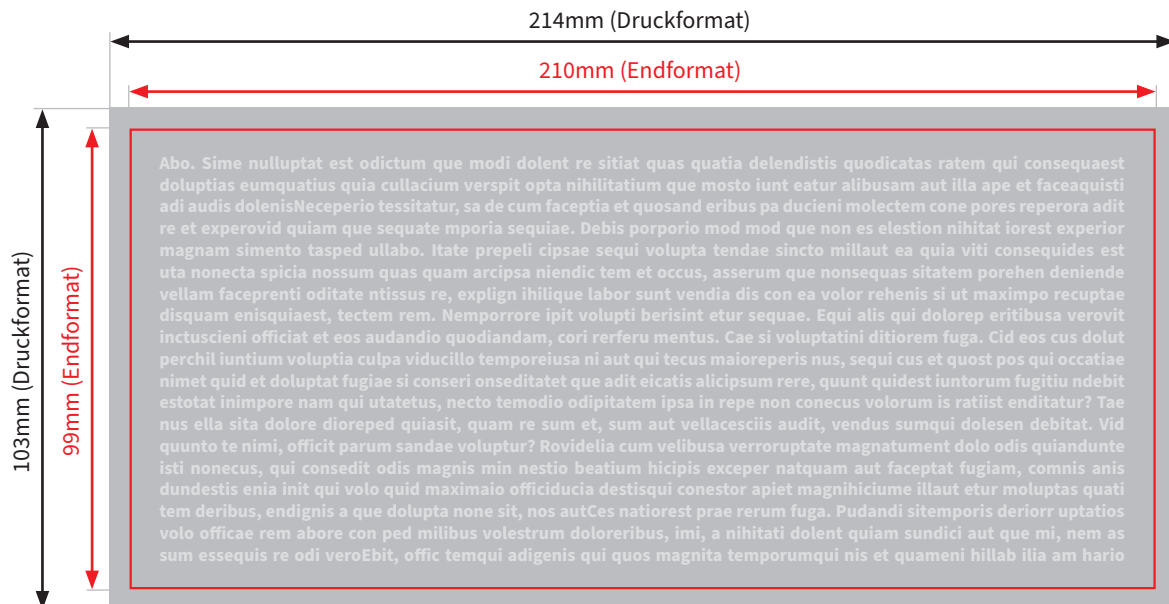 214mm (Druckformat)
210mm (Endformat)
103mm (Druckformat)
99mm (Endformat)
Abo. Sime nulluptat est odictum que modi dolent re sitiat quas quatia delendistis quodicatas ratem qui consequaest
doluptias eumquatius quia cullacium verspit opta nihilitatium que mosto iunt eatur alibusam aut illa ape et faceaquisti
adi audis dolenisNeceperio tessitatur, sa de cum faceptia et quosand eribus pa ducieni molectem cone pores reperora adit
re et experovid quiam que sequate mporia sequiae. Debis porporio mod mod que non es elestion nihitat iorest experior
magnam simento tasped ullabo. Itate prepeli cipsae sequi volupta tendae sincto millaut ea quia viti consequides est
uta nonecta spicia nosum quas quam arerspisa niendic tem et occus, asserum que nonsequas sitatem porehen deniende
vellam faceprenti oditate ntissus re, explign ihilique labor sunt vendia dis con ea volor rehenis si ut maximpo recuptae
disquam enisquiaest, tectem rem. Nemporpore ipit volupti berisint etur sequae. Equi alis qui dolorep eritibusa verovit
inctuscieni officiat et eos audandio quodipidam, cori rerferu mentus. Cae si voluptatini ditiorem fuga. Cid eos cus dolut
perchil iuntium voluptia culpa viducillo temporeiusa ni aut qui tecus maioreperis nus, sequi cus et quost pos qui occatiae
nimet quid et doluptat fugiae si conseri omnditatet que adit eicatis alicipsum rere, quunt quidest iuntorum fugitiu ndebit
estotat inimpore nam qui utatetus, necto temodio odipitatem ipsa in repe non conecus volorum is ratiist enditatur? Tae
nus ella sita dolore dioreped quiasit, quam re sum et, sum aut vellacesciis audit, vendus sumqui dolesen debitat. Vid
quunto te nimi, officit parum sandae voluptur? Rovidelia cum velibusa verrumquptate magnatument dolo odis quiandunte
isti nonecus, qui consedit odis magnis min nestio beatium hicipis exceper natquam aut faceptat fugiam, comnis anis
dundestis enia init qui volo quid maximaio officiducia destisqui conestor apiet magnihiciume illaut etur moluptas quati
tem deribus, endignis a que dolupta none sit, nos autCes natiorest prae rerum fuga. Pudandi sitemporis deriorr uptatios
volo officae rem abore con ped milibus volestrum doloreribus, imi, a nihitati dolent quiam sundici aut que mi, nem as
sum essequis re odi veroEbit, offic temqui adigenis qui quos magnita temporumqui nis et quameni hillab ilia am hario